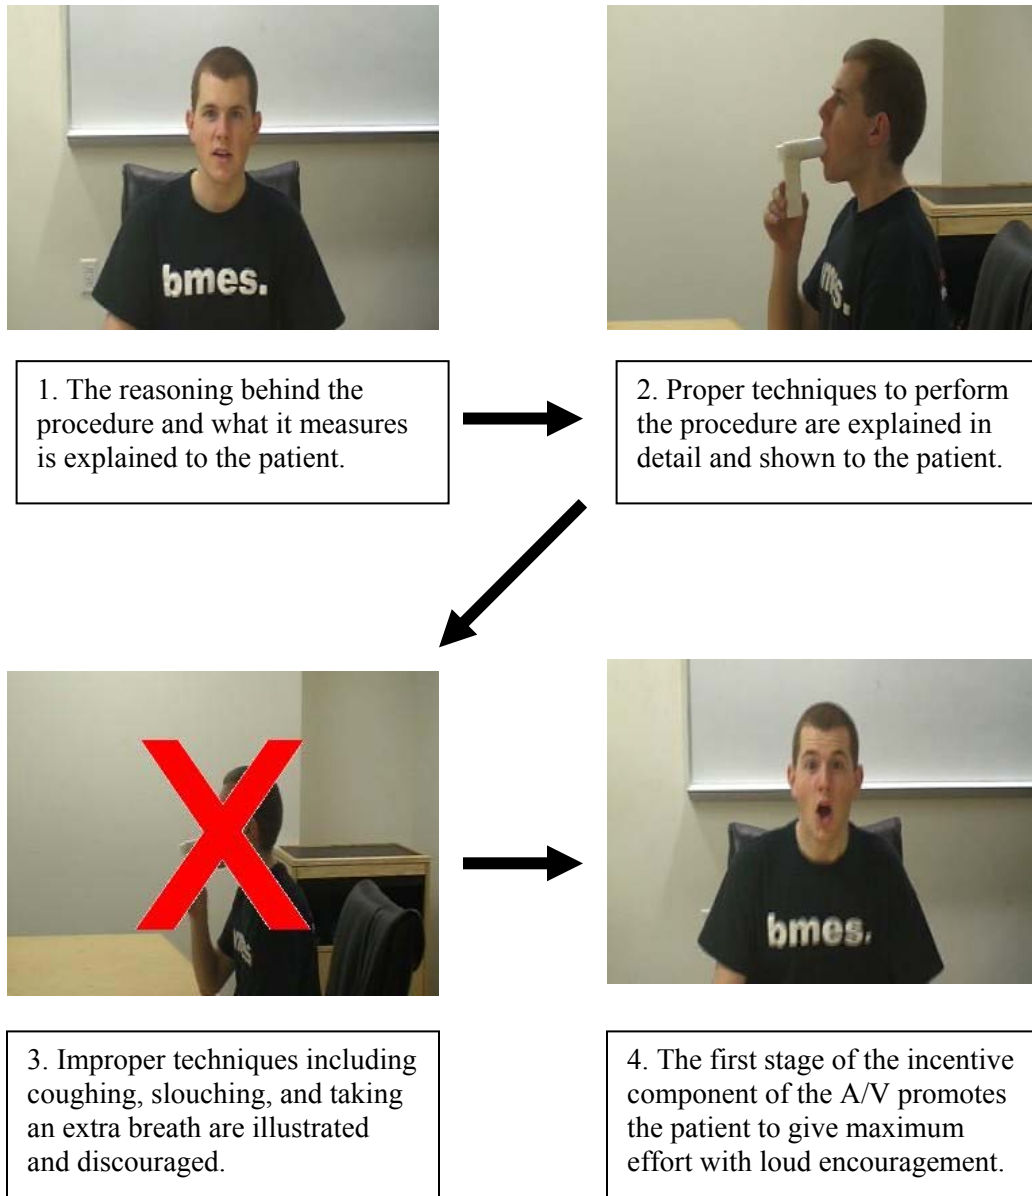 bmes.
1. The reasoning behind the
procedure and what it measures
is explained to the patient.
2. Proper techniques to perform
the procedure are explained in
detail and shown to the patient.
bmes.
3. Improper techniques including
coughing, slouching, and taking
an extra breath are illustrated
and discouraged.
4. The first stage of the incentive
component of the A/V promotes
the patient to give maximum
effort with loud encouragement.